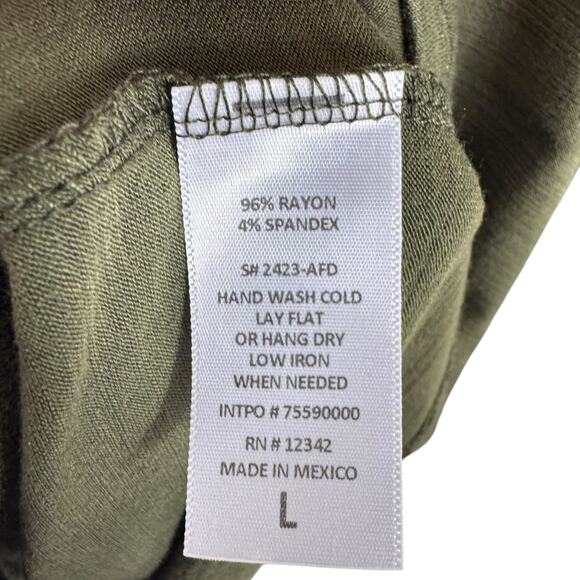 96% RAYON
4% SPANDEX
S# 2423-AFD
HAND WASH COLD
LAY FLAT
OR HANG DRY
LOW IRON
WHEN NEEDED
INTPO # 75590000
RN # 12342
MADE IN MEXICO
L